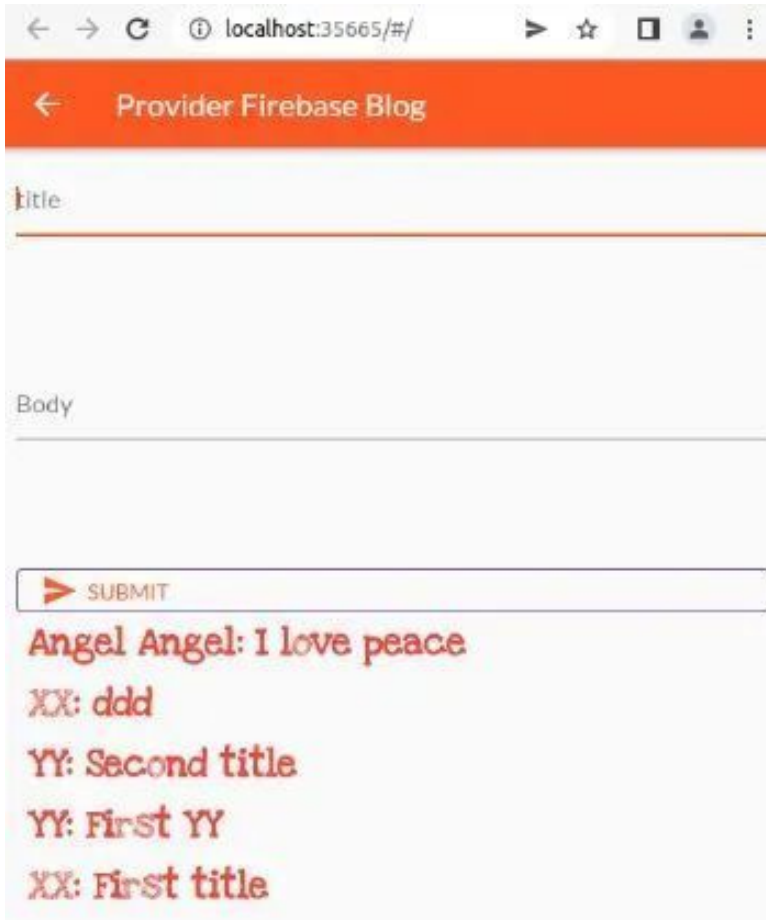 localhost:35665/#/
Provider Firebase Blog
title
Body
SUBMIT
Angel Angel: I love peace
XX: ddd
YY: Second title
YY: First YY
XX: First title